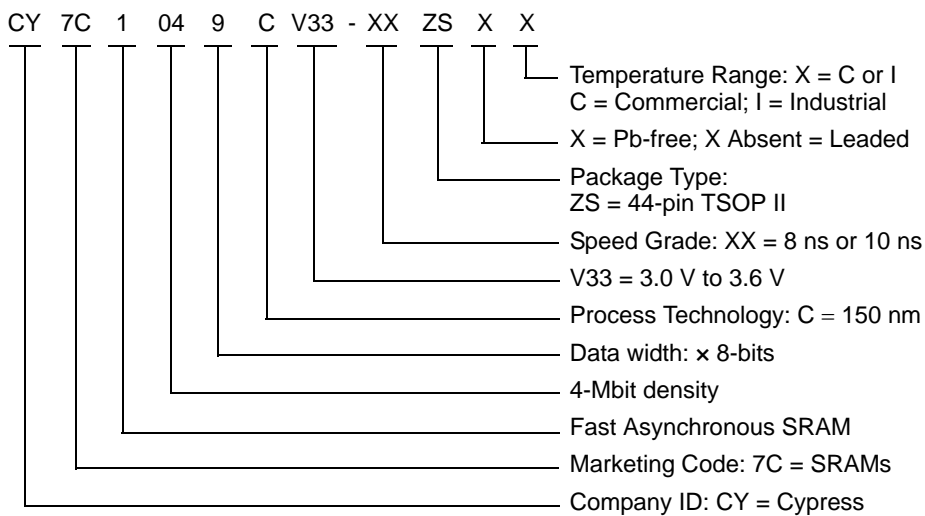 CY 7C 1 04 9 C V33 - XX ZS X X
Temperature Range: X = C or I
C = Commercial; I = Industrial
X = Pb-free; X Absent = Leaded
Package Type:
ZS = 44-pin TSOP II
Speed Grade: XX = 8 ns or 10 ns
V33 = 3.0 V to 3.6 V
Process Technology: C = 150 nm
Data width: × 8-bits
4-Mbit density
Fast Asynchronous SRAM
Marketing Code: 7C = SRAMs
Company ID: CY = Cypress